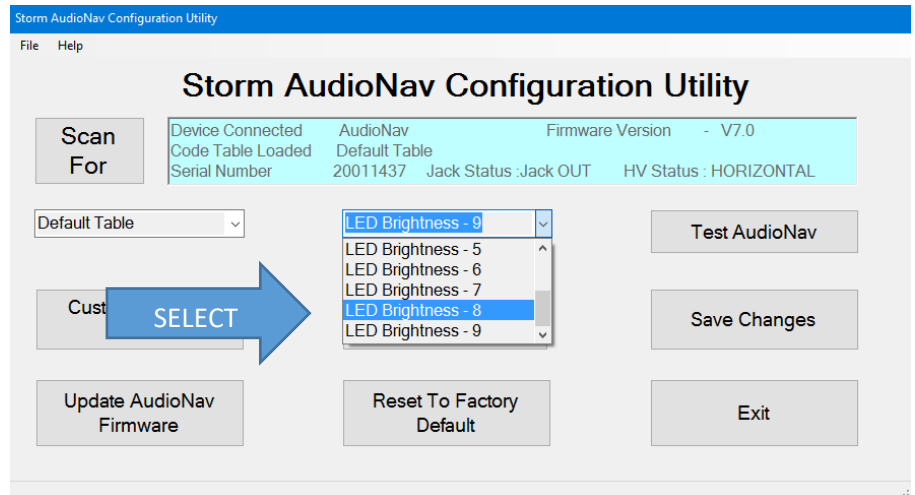 Storm AudioNav Configuration Utility
File Help
Storm AudioNav Configuration Utility
Scan
For
Device Connected AudioNav Firmware Version - V7.0
Code Table Loaded Default Table
Serial Number 20011437 Jack Status :Jack OUT HV Status : HORIZONTAL
Default Table
LED Brightness - 9
LED Brightness - 5
LED Brightness - 6
LED Brightness - 7
LED Brightness - 8
LED Brightness - 9
Test AudioNav
Cust
SELECT
Save Changes
Update AudioNav
Firmware
Reset To Factory
Default
Exit